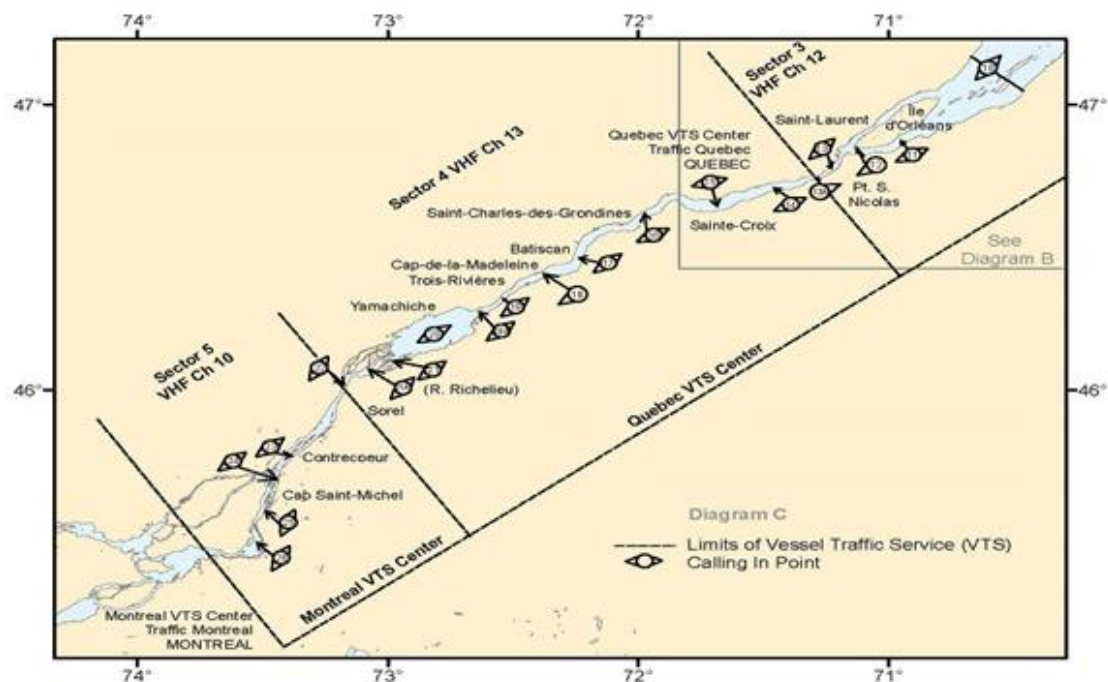 74°
73°
72°
71°
47°
47°
Sector 3
VHF Ch 12
Île
d'Orléans
Saint-Laurent
Quebec VTS Center
Traffic Quebec
QUEBEC
Sector 4 VHF Ch 13
Pt. S.
Nicolas
Saint-Charles-des-Grondines
Sainte-Croix
Batiscan
See
Diagram B
Cap-de-la-Madeleine
Trois-Rivières
Yamachiche
Sector 5
VHF Ch 10
46°
46°
(R. Richelieu)
Sorel
Quebec VTS Center
Contrecoeur
Cap Saint-Michel
Diagram C
Limits of Vessel Traffic Service (VTS)
Calling In Point
Montreal VTS Center
Montreal VTS Center
Traffic Montreal
MONTREAL
74°
73°
72°
71°